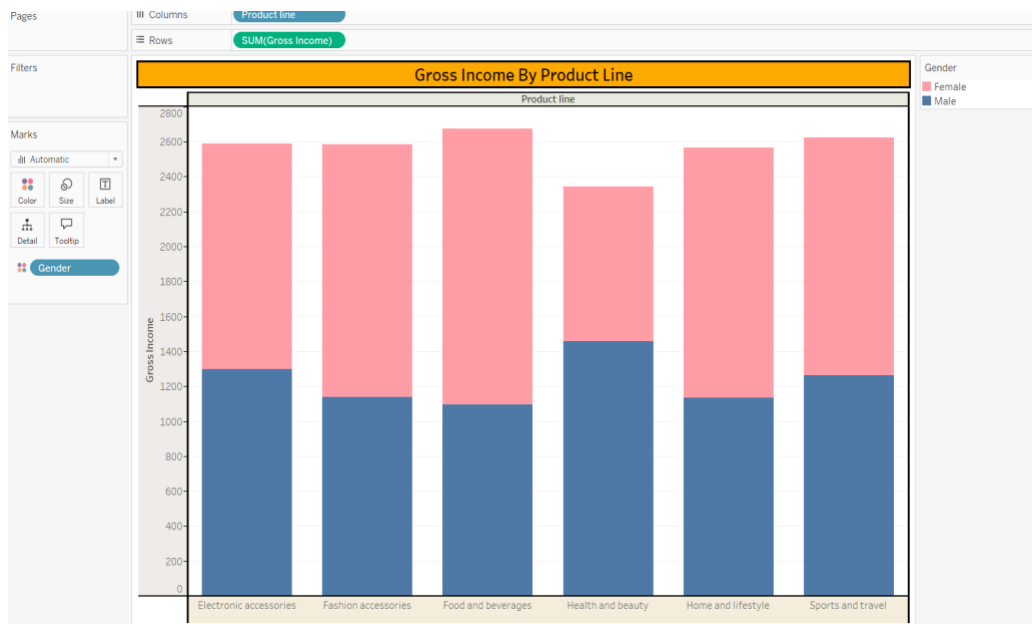 Pages
Columns
Product line
Rows
SUM(Gross Income)
Filters
Marks
Automatic
Color
Size
Label
Detail
Tooltip
Gender
Gross Income By Product Line
Product line
Gross Income
2800
2600
2400
2200
2000
1800
1600
1400
1200
1000
800
600
400
200
0
Electronic accessories
Fashion accessories
Food and beverages
Health and beauty
Home and lifestyle
Sports and travel
Gender
Female
Male